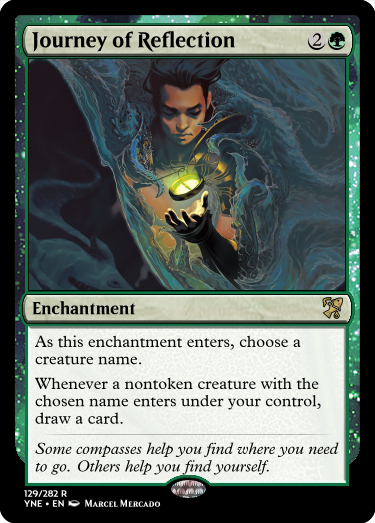 Journey of Reflection 2
Enchantment
As this enchantment enters, choose a
creature name.
Whenever a nontoken creature with the
chosen name enters under your control,
draw a card.
Some compasses help you find where you need
to go. Others help you find yourself.
129/282 R
YNE • EN Marcel Mercado